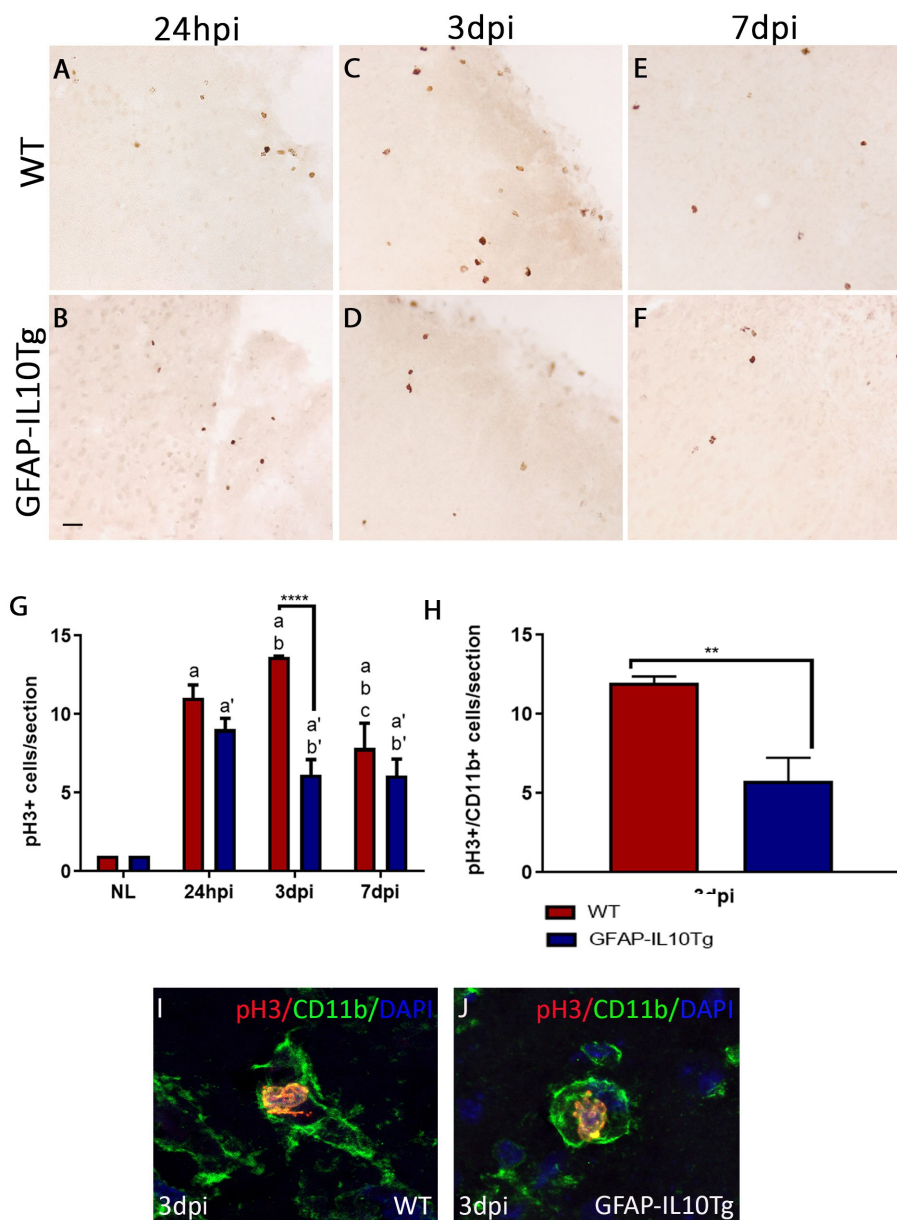 24hpi 3dpi 7dpi
WT
A C E
GFAP-IL10Tg
B D F
G
pH3+ cells/section
15
10
5
0
a
a'
****
a
b
a'
b'
a
b
c
a'
b'
NL 24hpi 3dpi 7dpi
H
pH3+/CD11b+ cells/section
15
10
5
0
**
3dpi
WT
GFAP-IL10Tg
I pH3/CD11b/DAPI
3dpi WT
J pH3/CD11b/DAPI
3dpi GFAP-IL10Tg